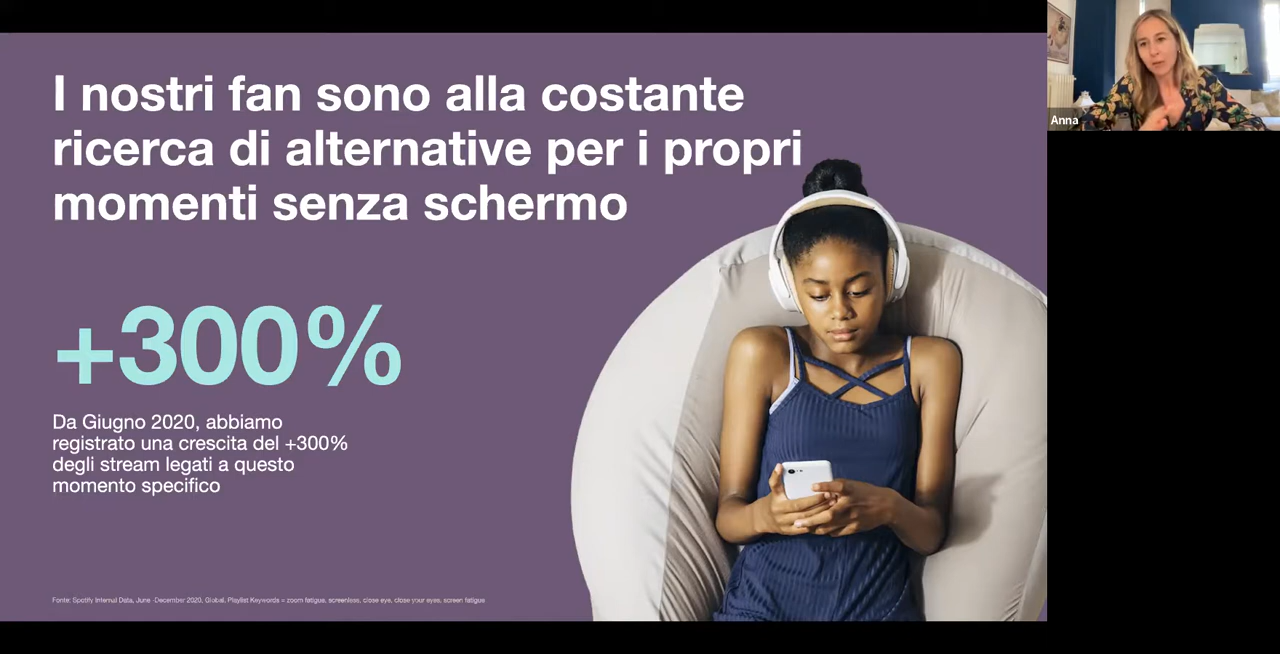 I nostri fan sono alla costante
ricerca di alternative per i propri
momenti senza schermo
+300%
Da Giugno 2020, abbiamo
registrato una crescita del +300%
degli stream legati a questo
momento specifico
Fonte: Spotify Internal Data, June -December 2020, Global, Playlist Keywords = zoom fatigue, screenless, close eye, close your eyes, screen fatigue
Anna